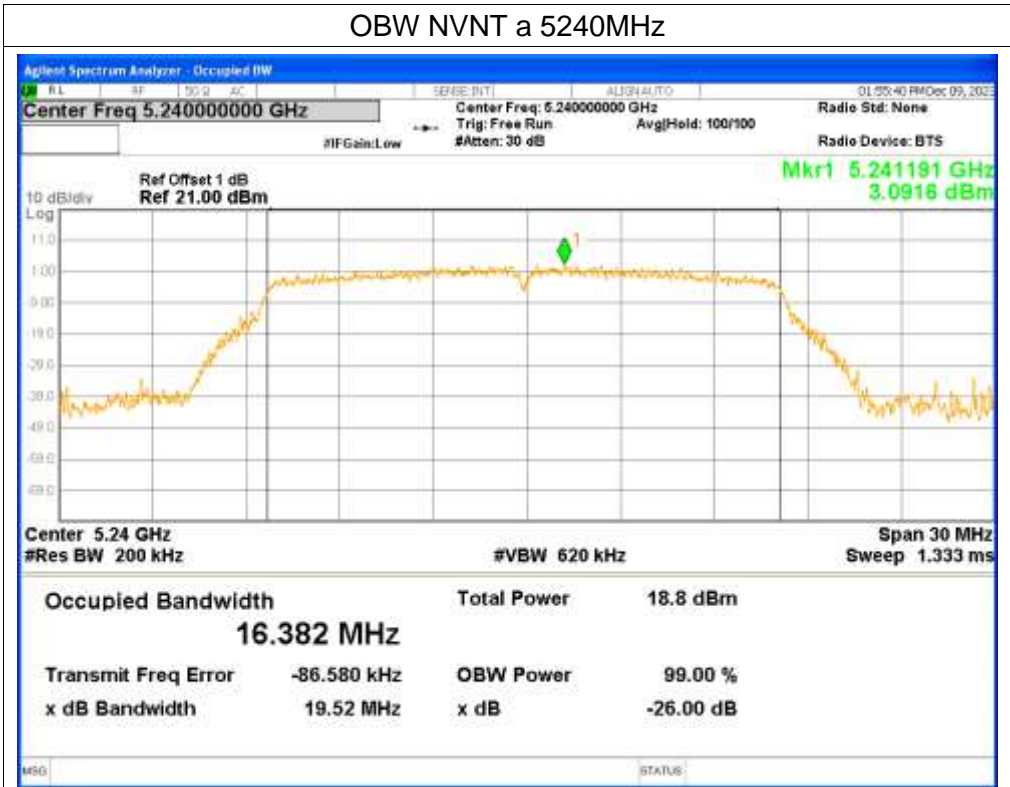 OBW NVNT a 5240MHz
Agilent Spectrum Analyzer - Occupied BW
RL RF 50 Ω AC SENSE:INT ALIGNAUTO 01:55:40 PM Dec 09, 2023
Center Freq 5.240000000 GHz Center Freq: 5.240000000 GHz Radio Std: None
Trig: Free Run Avg|Hold: 100/100
#IFGain:Low #Atten: 30 dB Radio Device: BTS
Mkr1 5.241191 GHz
3.0916 dBm
Ref Offset 1 dB
10 dB/div Ref 21.00 dBm
Log
11.0
1
1.00
-9.00
-19.0
-29.0
-39.0
-49.0
-59.0
-69.0
Center 5.24 GHz Span 30 MHz
#Res BW 200 kHz #VBW 620 kHz Sweep 1.333 ms
Occupied Bandwidth Total Power 18.8 dBm
16.382 MHz
Transmit Freq Error -86.580 kHz OBW Power 99.00 %
x dB Bandwidth 19.52 MHz x dB -26.00 dB
MSG STATUS